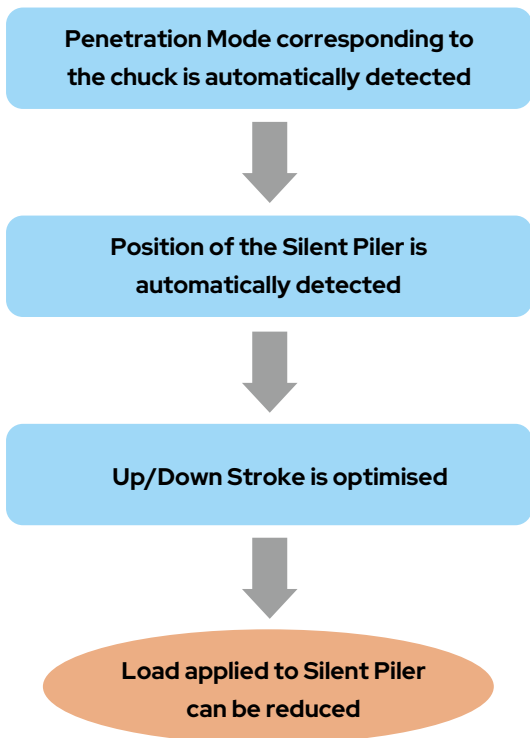 Penetration Mode corresponding to
the chuck is automatically detected
Position of the Silent Piler is
automatically detected
Up/Down Stroke is optimised
Load applied to Silent Piler
can be reduced